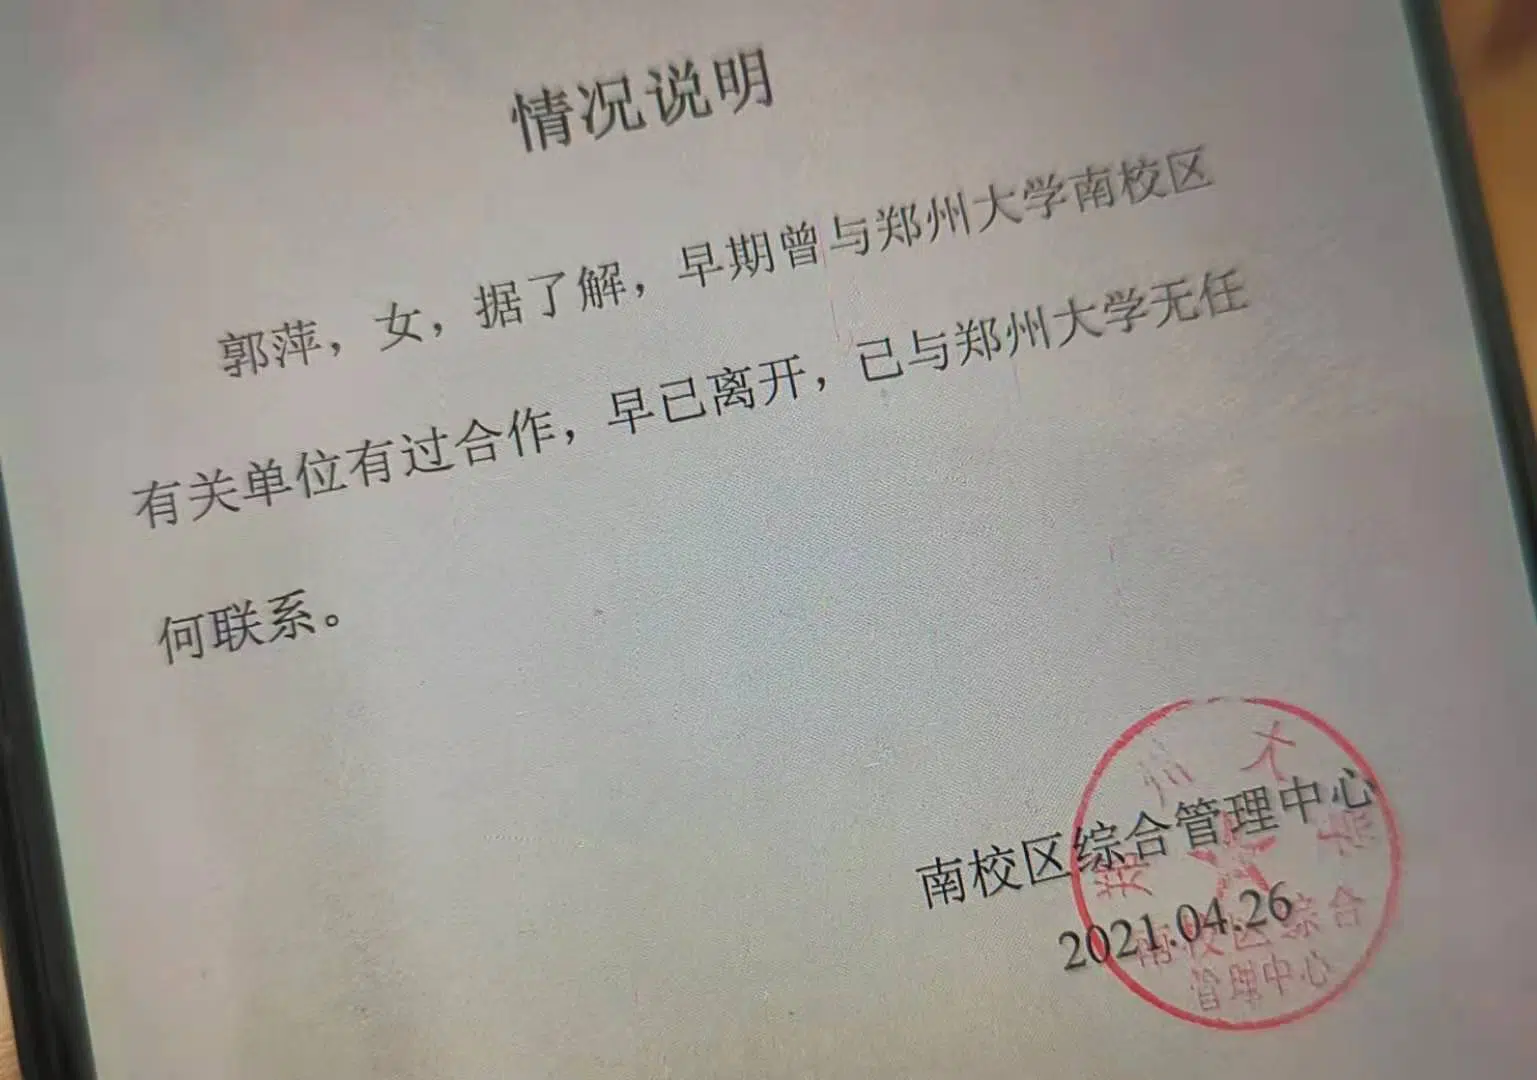 情况说明
郭萍，女，据了解，早期曾与郑州大学南校区
有关单位有过合作，早已离开，已与郑州大学无任
何联系。
南校区综合管理中心
2021.04.26
郑州大学
南校区综合
管理中心